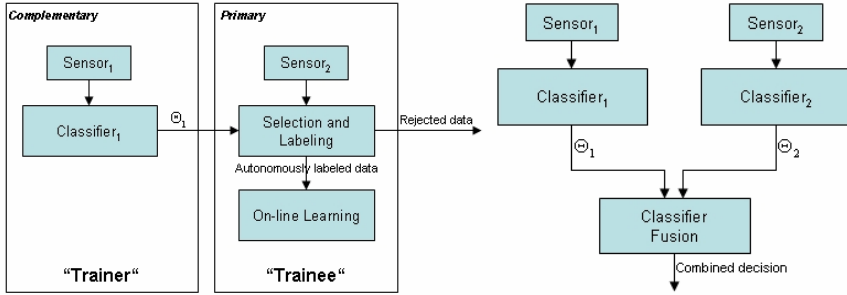 Complementary
Sensor1
Classifier1
"Trainer"
Θ1
Primary
Sensor2
Selection and
Labeling
Rejected data
Autonomously labeled data
On-line Learning
"Trainee"
Sensor1
Sensor2
Classifier1
Classifier2
Θ1
Θ2
Classifier
Fusion
Combined decision